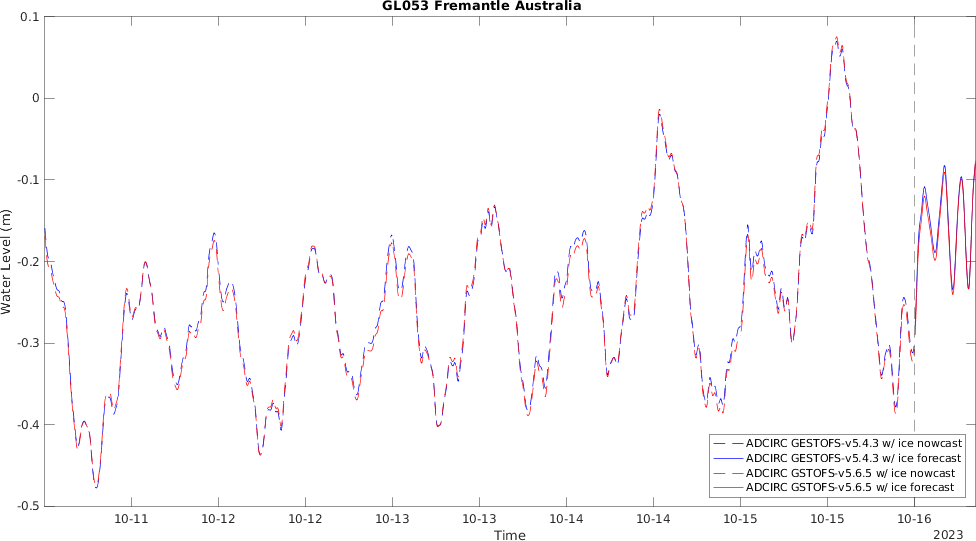 GL053 Fremantle Australia
0.1
0
-0.1
-0.2
-0.3
-0.4
-0.5
Water Level (m)
10-11
10-12
10-12
10-13
10-13
10-14
10-14
10-15
10-15
10-16
Time
2023
ADCIRC GESTOFS-v5.4.3 w/ ice nowcast
ADCIRC GESTOFS-v5.4.3 w/ ice forecast
ADCIRC GSTOFS-v5.6.5 w/ ice nowcast
ADCIRC GSTOFS-v5.6.5 w/ ice forecast